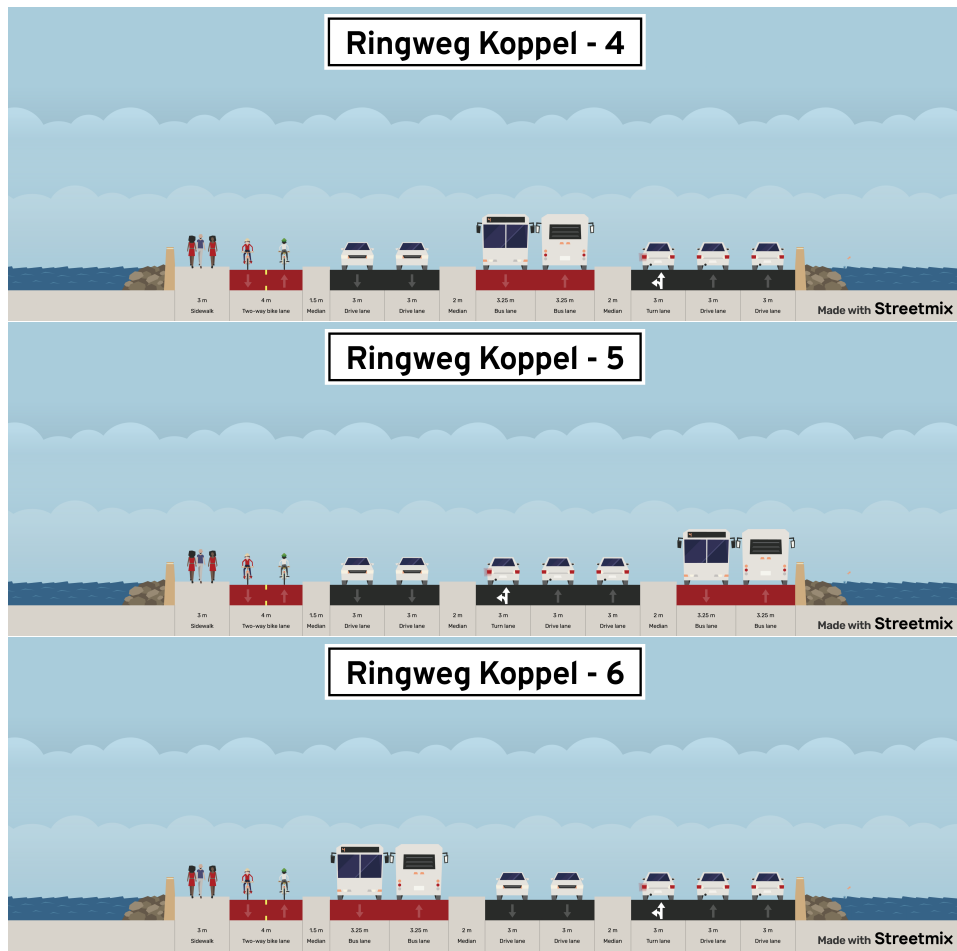 Ringweg Koppel - 4
3 m 4 m 1.5 m 3 m 3 m 2 m 3.25 m 3.25 m 2 m 3 m 3 m 3 m
Sidewalk Two-way bike lane Median Drive lane Drive lane Median Bus lane Bus lane Median Turn lane Drive lane Drive lane
Made with Streetmix
Ringweg Koppel - 5
3 m 4 m 1.5 m 3 m 3 m 2 m 3 m 3 m 3 m 2 m 3.25 m 3.25 m
Sidewalk Two-way bike lane Median Drive lane Drive lane Median Turn lane Drive lane Drive lane Median Bus lane Bus lane
Made with Streetmix
Ringweg Koppel - 6
3 m 4 m 1.5 m 3.25 m 3.25 m 2 m 3 m 3 m 2 m 3 m 3 m 3 m
Sidewalk Two-way bike lane Median Bus lane Bus lane Median Drive lane Drive lane Median Turn lane Drive lane Drive lane
Made with Streetmix